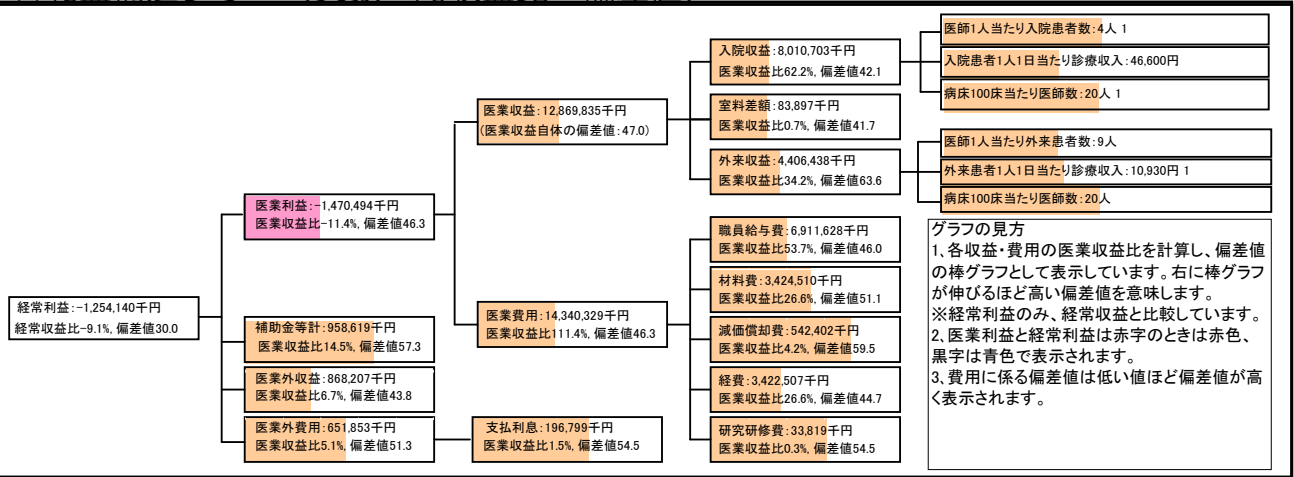 経常利益:-1,254,140千円
経常収益比-9.1%, 偏差値30.0
医業利益:-1,470,494千円
医業収益比-11.4%, 偏差値46.3
補助金等計:958,619千円
医業収益比14.5%, 偏差値57.3
医業外収益:868,207千円
医業収益比6.7%, 偏差値43.8
医業外費用:651,853千円
医業収益比5.1%, 偏差値51.3
医業収益:12,869,835千円
(医業収益自体の偏差値:47.0)
医業費用:14,340,329千円
医業収益比111.4%, 偏差値46.3
支払利息:196,799千円
医業収益比1.5%, 偏差値54.5
入院収益:8,010,703千円
医業収益比62.2%, 偏差値42.1
室料差額:83,897千円
医業収益比0.7%, 偏差値41.7
外来収益:4,406,438千円
医業収益比34.2%, 偏差値63.6
職員給与費:6,911,628千円
医業収益比53.7%, 偏差値46.0
材料費:3,424,510千円
医業収益比26.6%, 偏差値51.1
減価償却費:542,402千円
医業収益比4.2%, 偏差値59.5
経費:3,422,507千円
医業収益比26.6%, 偏差値44.7
研究研修費:33,819千円
医業収益比0.3%, 偏差値54.5
医師1人当たり入院患者数:4人 1
入院患者1人1日当たり診療収入:46,600円
病床100床当たり医師数:20人 1
医師1人当たり外来患者数:9人
外来患者1人1日当たり診療収入:10,930円 1
病床100床当たり医師数:20人
グラフの見方
1、各収益・費用の医業収益比を計算し、偏差値
の棒グラフとして表示しています。右に棒グラフ
が伸びるほど高い偏差値を意味します。
※経常利益のみ、経常収益と比較しています。
2、医業利益と経常利益は赤字のときは赤色、
黒字は青色で表示されます。
3、費用に係る偏差値は低い値ほど偏差値が高
く表示されます。